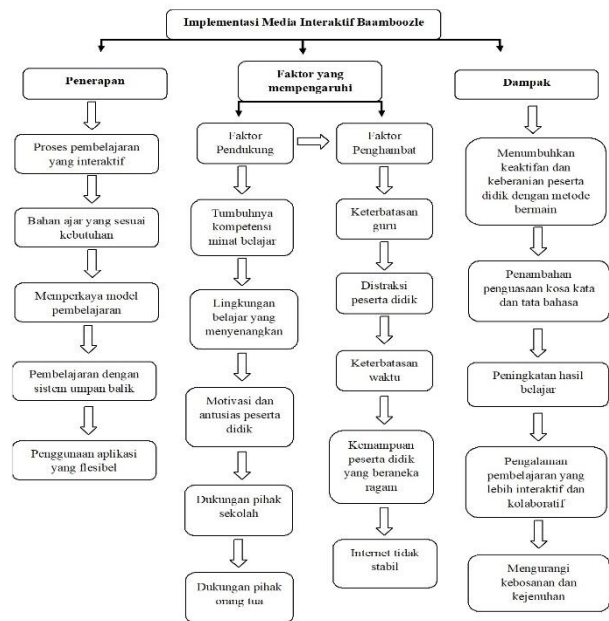 Implementasi Media Interaktif Baamboozle
Penerapan
Proses pembelajaran
yang interaktif
Bahan ajar yang sesuai
kebutuhan
Memperkaya model
pembelajaran
Pembelajaran dengan
sistem umpan balik
Penggunaan aplikasi
yang flesibel
Faktor yang
mempengaruhi
Faktor
Pendukung
Tumbuhnya
kompetensi
minat belajar
Lingkungan
belajar yang
menyenangkan
Motivasi dan
antusias peserta
didik
Dukungan pihak
sekolah
Dukungan pihak
orang tua
Faktor
Penghambat
Keterbatasan
guru
Distraksi
peserta didik
Keterbatasan
waktu
Kemampuan
peserta didik
yang beraneka
ragam
Internet tidak
stabil
Dampak
Menumbuhkan
keaktifan dan
keberanian peserta
didik dengan metode
bermain
Penambahan
penguasaan kosa kata
dan tata bahasa
Peningkatan hasil
belajar
Pengalaman
pembelajaran yang
lebih interaktif dan
kolaboratif
Mengurangi
kebosanan dan
kejenuhan